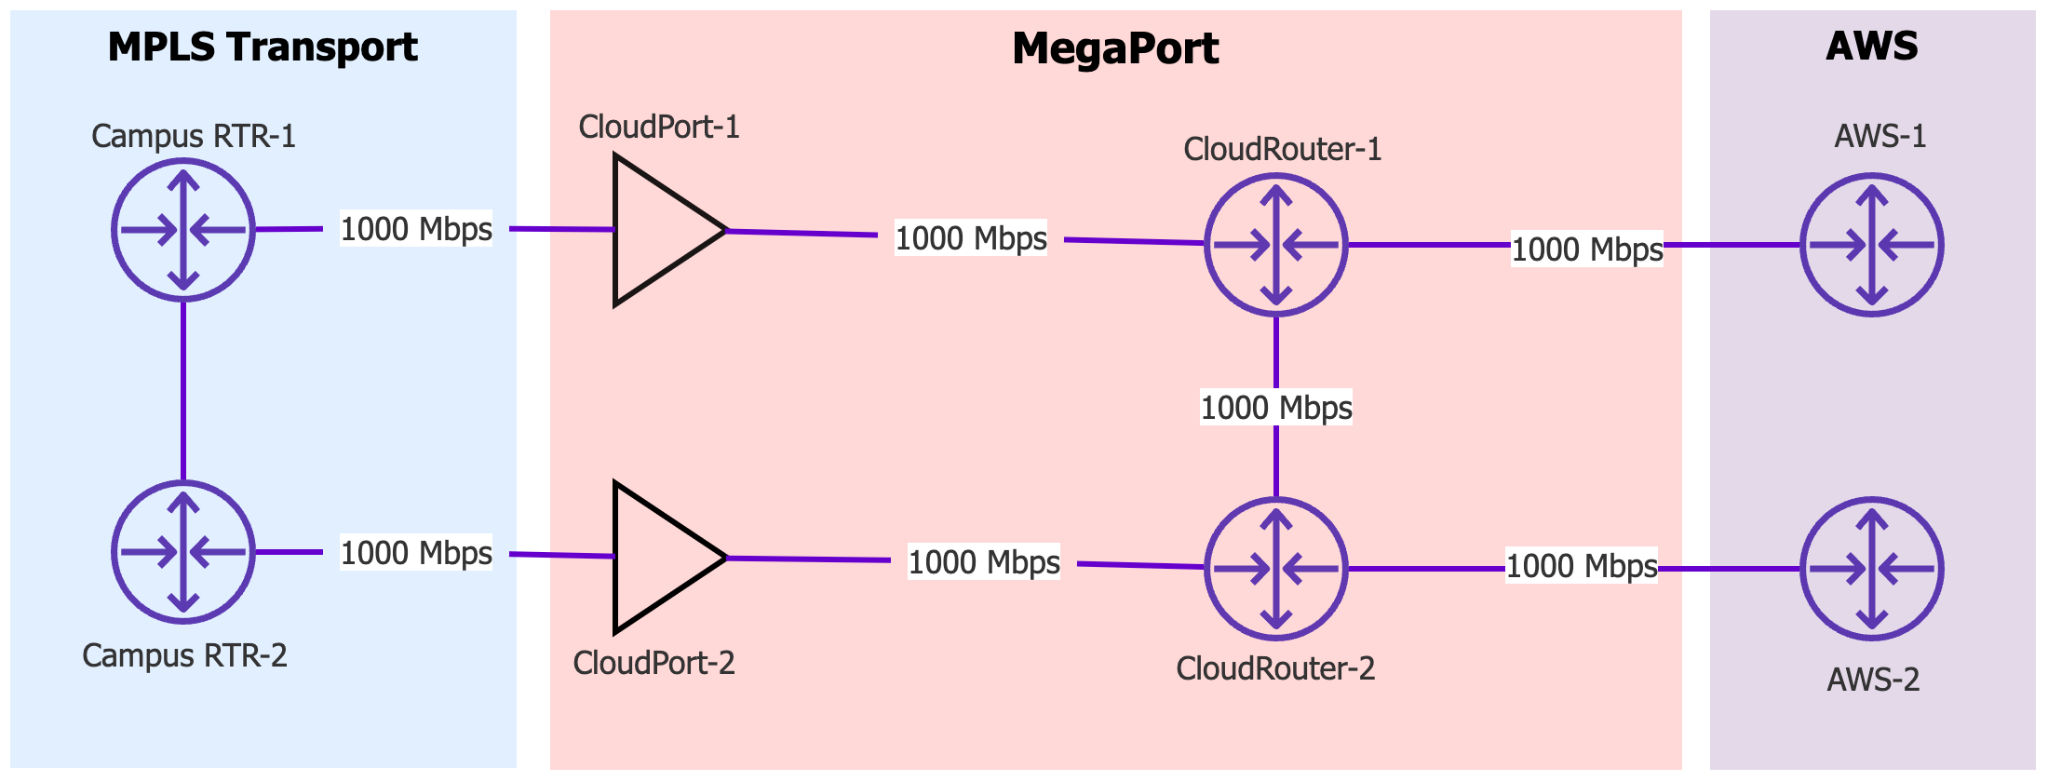 MPLS Transport
MegaPort
AWS
Campus RTR-1
CloudPort-1
CloudRouter-1
AWS-1
1000 Mbps
1000 Mbps
1000 Mbps
1000 Mbps
1000 Mbps
1000 Mbps
1000 Mbps
Campus RTR-2
CloudPort-2
CloudRouter-2
AWS-2